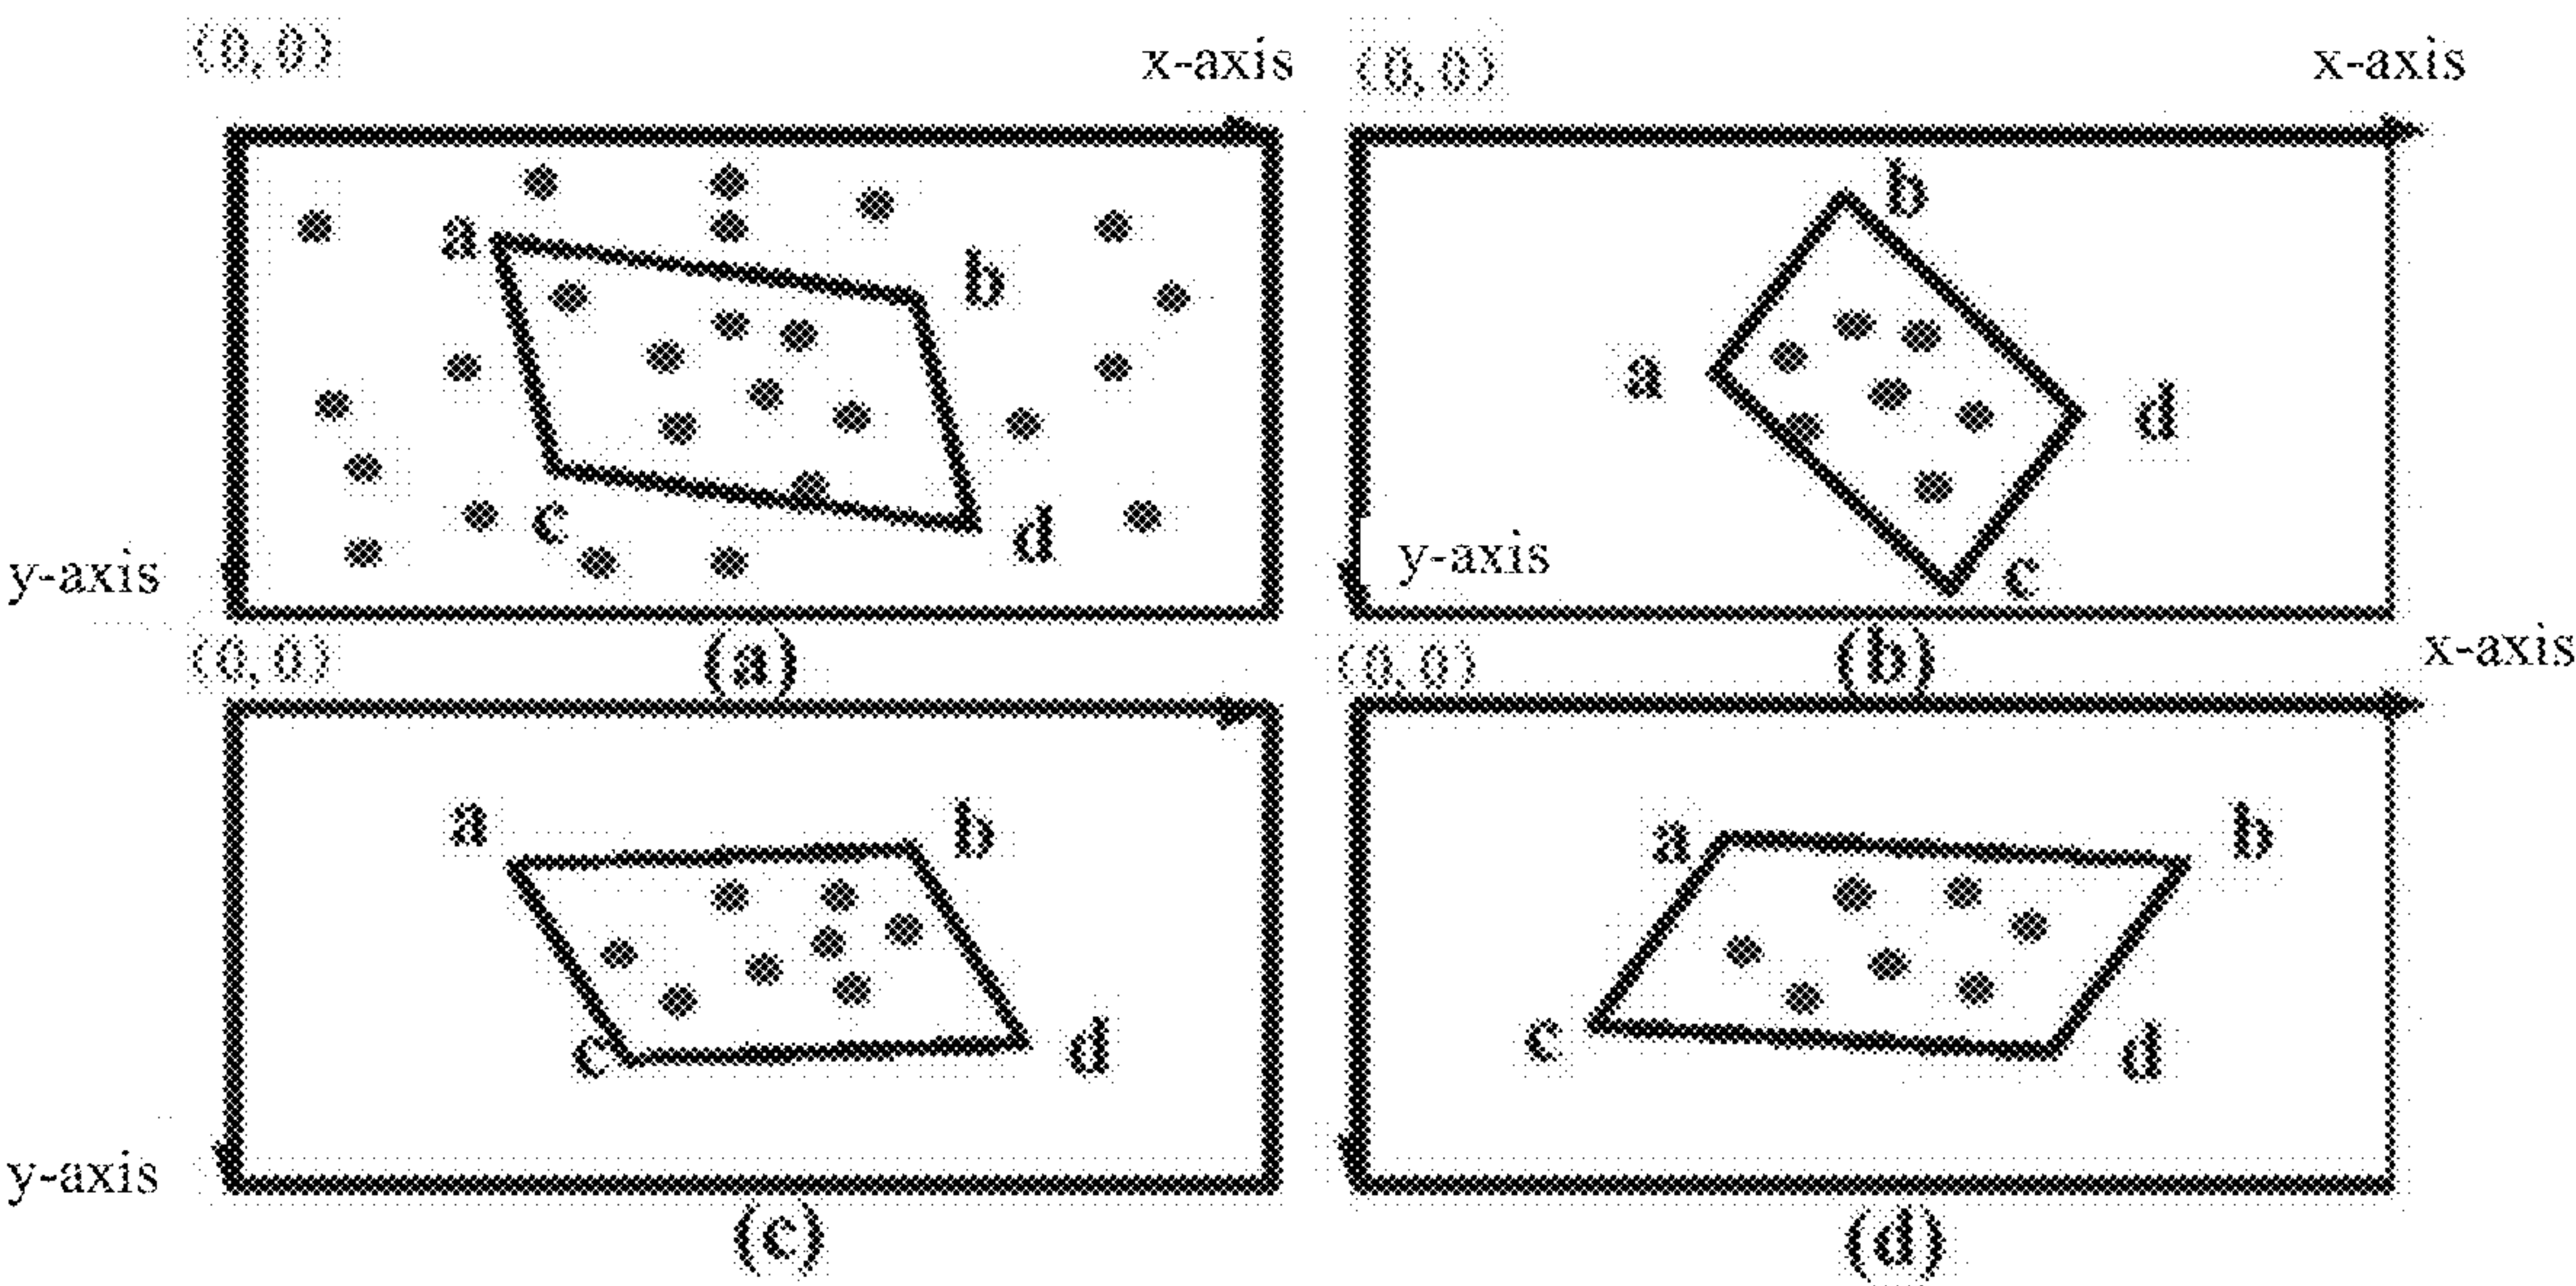 (0,0)
x-axis
a
b
c
d
y-axis
(a)
(0,0)
x-axis
b
a
d
c
y-axis
(b)
(0,0)
a
b
c
d
y-axis
(c)
(0,0)
x-axis
a
b
c
d
(d)